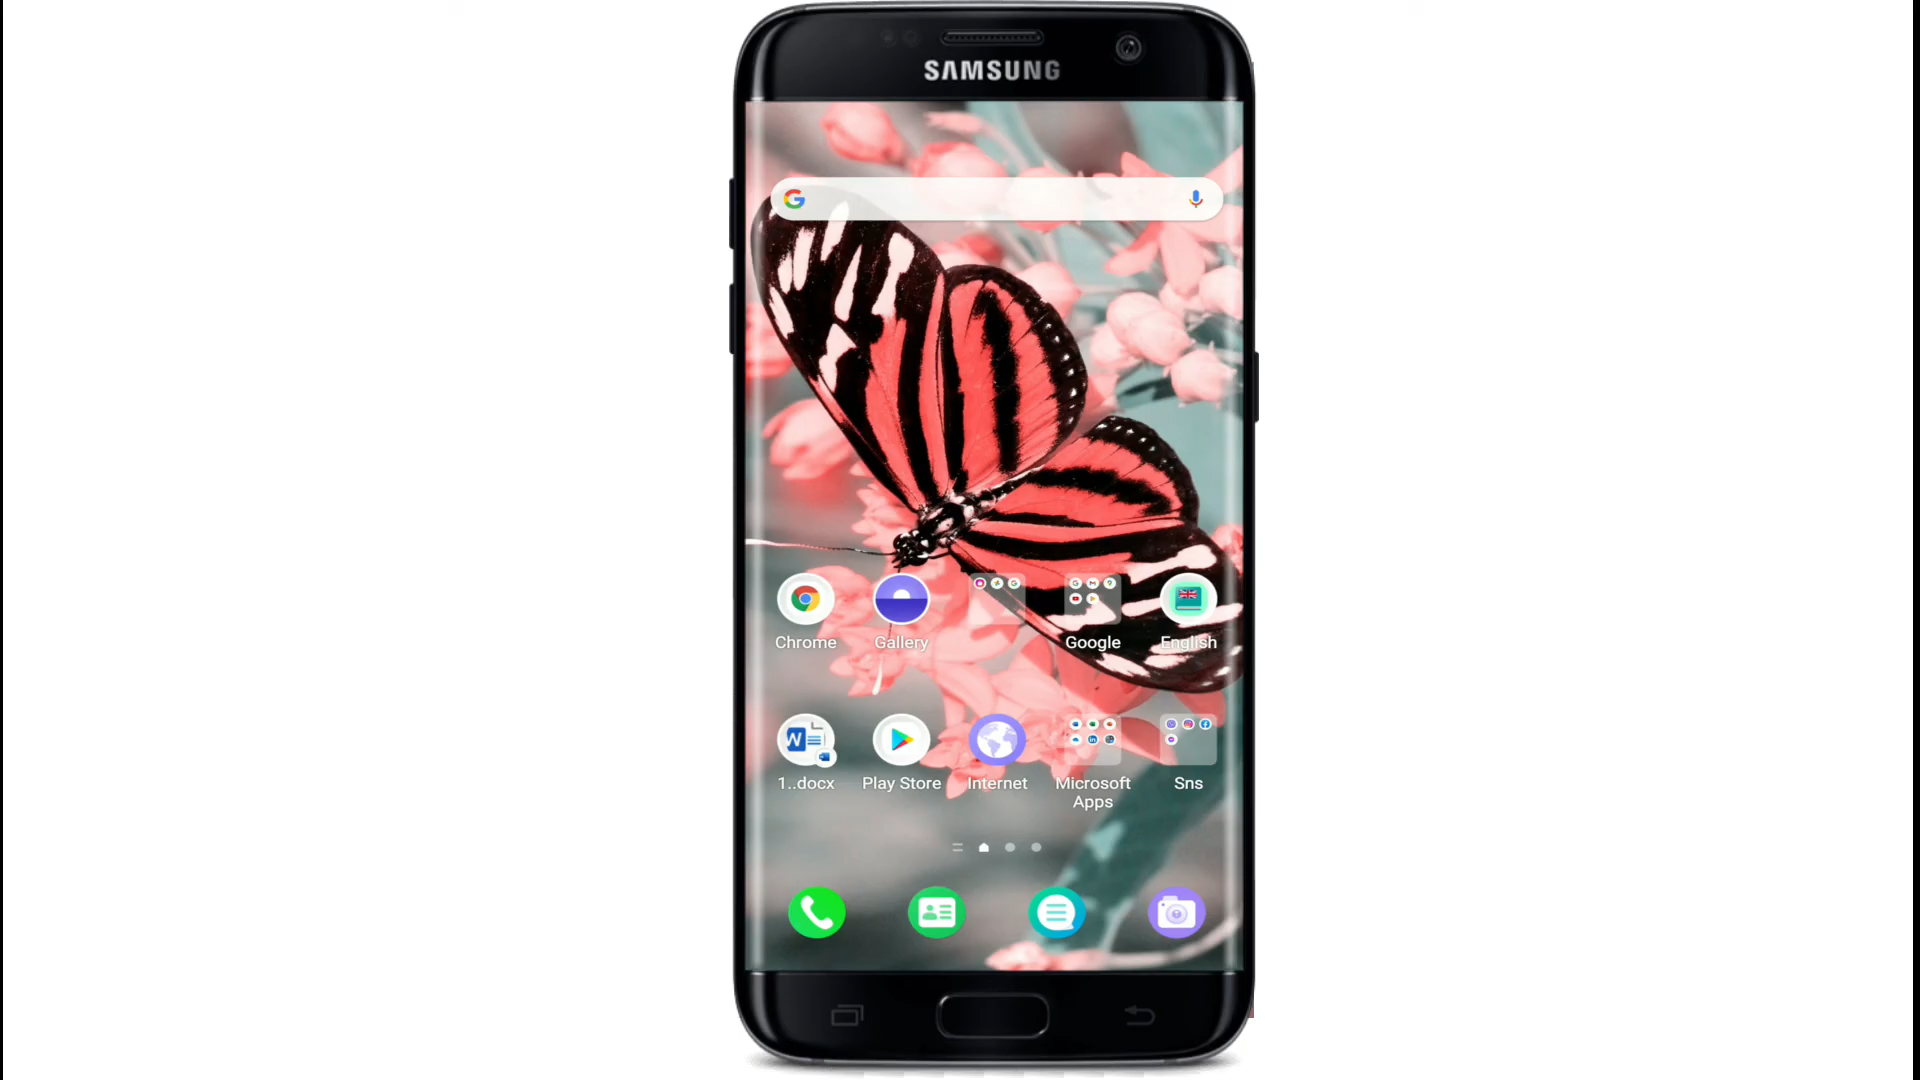 SAMSUNG
Chrome
Gallery
Google
English
1..docx
Play Store
Internet
Microsoft
Apps
Sns